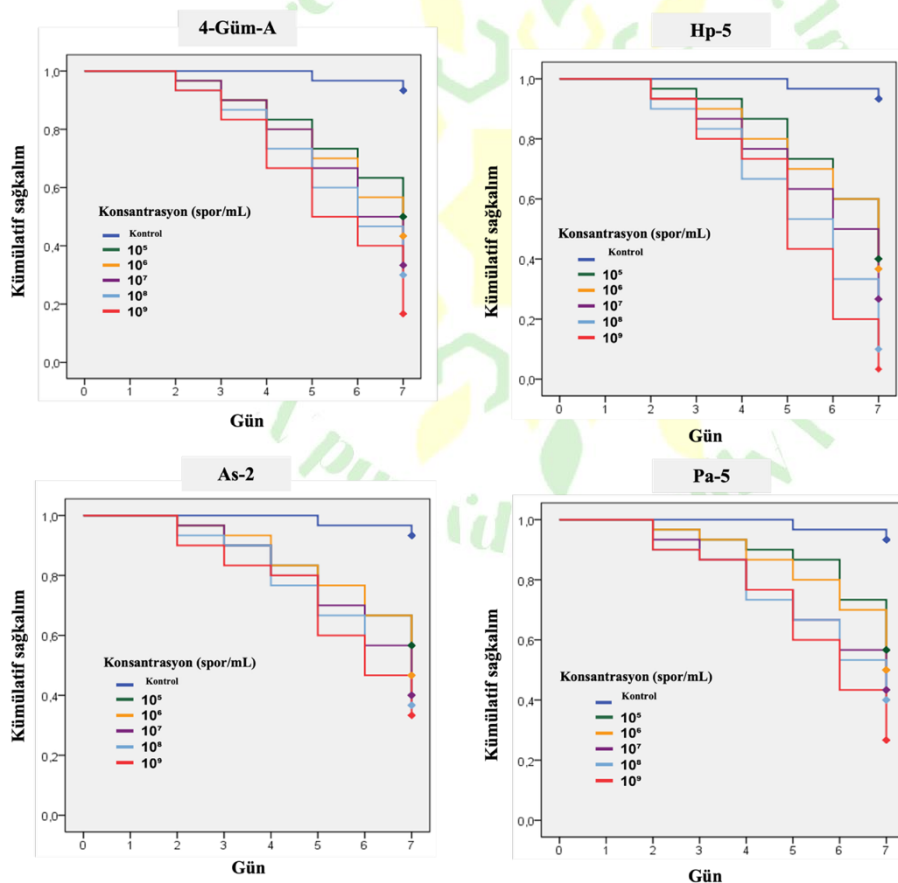 4-Güm-A
Kümülatif sağkalım
1,0
0,8
0,6
0,4
0,2
0,0
Konsantrasyon (spor/mL)
Kontrol
10⁵
10⁶
10⁷
10⁸
10⁹
0 1 2 3 4 5 6 7
Gün
Hp-5
Kümülatif sağkalım
1,0
0,8
0,6
0,4
0,2
0,0
Konsantrasyon (spor/mL)
Kontrol
10⁵
10⁶
10⁷
10⁸
10⁹
0 1 2 3 4 5 6 7
Gün
As-2
Kümülatif sağkalım
1,0
0,8
0,6
0,4
0,2
0,0
Konsantrasyon (spor/mL)
Kontrol
10⁵
10⁶
10⁷
10⁸
10⁹
0 1 2 3 4 5 6 7
Gün
Pa-5
Kümülatif sağkalım
1,0
0,8
0,6
0,4
0,2
0,0
Konsantrasyon (spor/mL)
Kontrol
10⁵
10⁶
10⁷
10⁸
10⁹
0 1 2 3 4 5 6 7
Gün